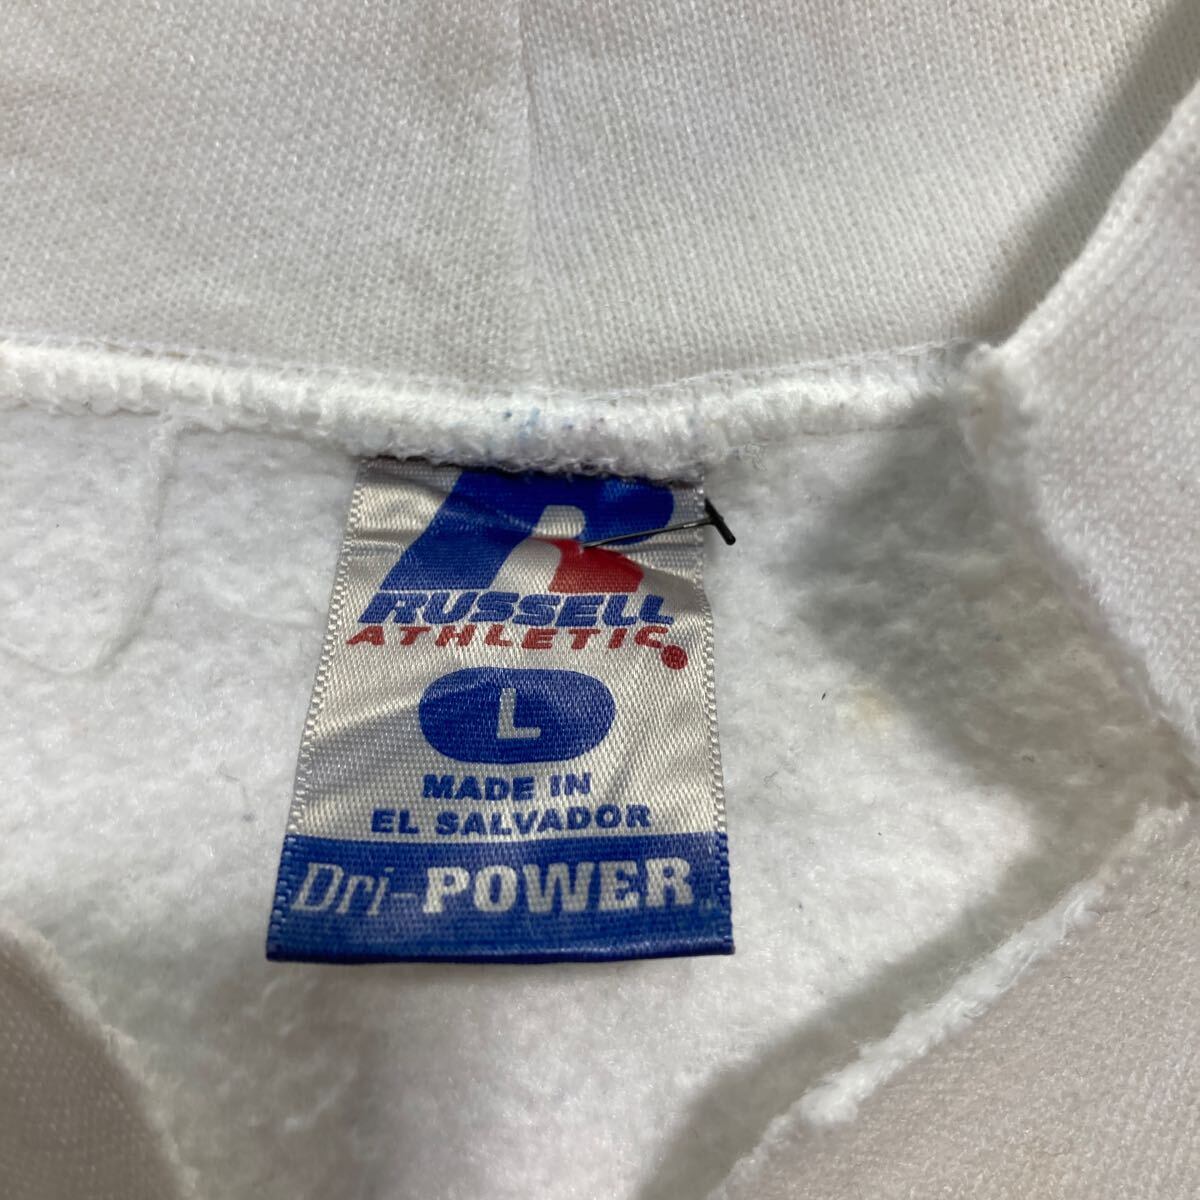 R
RUSSELL
ATHLETIC
L
MADE IN
EL SALVADOR
Dri-POWER